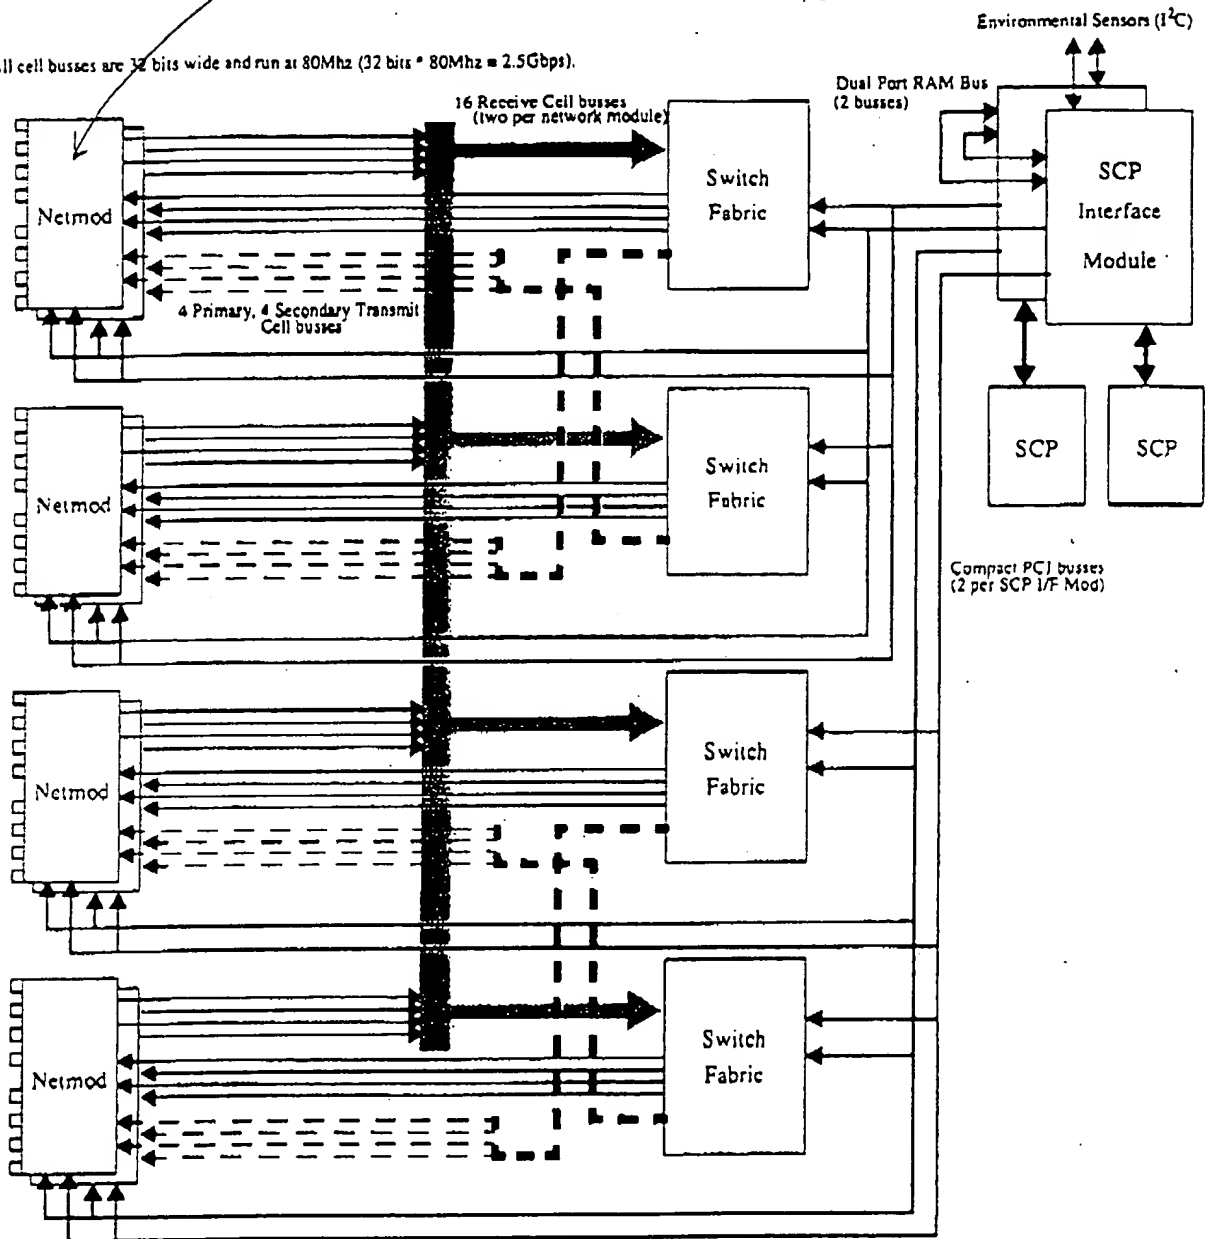 Environmental Sensors (I²C)
ll cell busses are 32 bits wide and run at 80Mhz (32 bits * 80Mhz = 2.5Gbps).
Dual Port RAM Bus
(2 busses)
16 Receive Cell busses
(two per network module)
Netmod
Switch
Fabric
SCP
Interface
Module
4 Primary, 4 Secondary Transmit
Cell busses
Netmod
Switch
Fabric
SCP
SCP
Compact PCI busses
(2 per SCP I/F Mod)
Netmod
Switch
Fabric
Netmod
Switch
Fabric